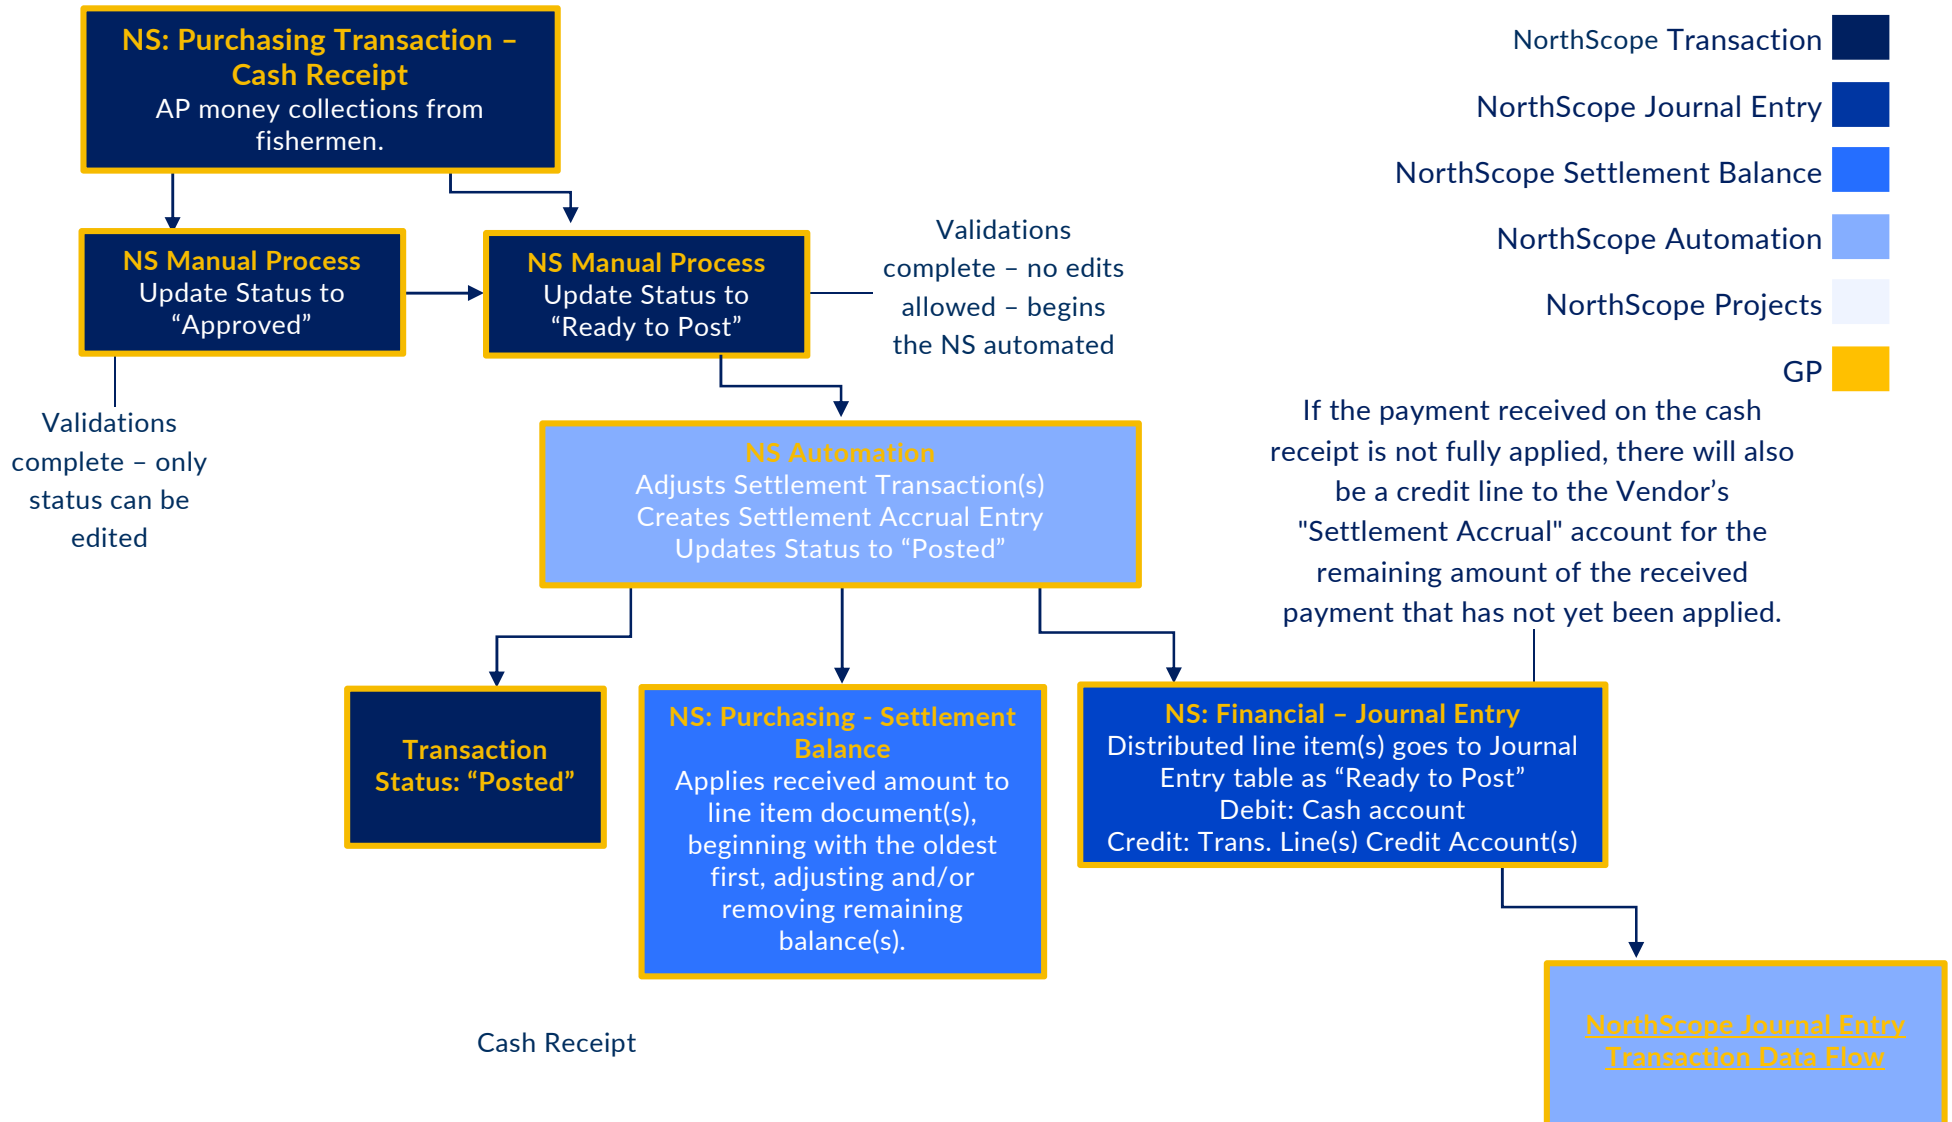 NS: Purchasing Transaction –
Cash Receipt
AP money collections from
fishermen.
NorthScope Transaction
NorthScope Journal Entry
NorthScope Settlement Balance
NorthScope Automation
NorthScope Projects
GP
NS Manual Process
Update Status to
“Approved”
NS Manual Process
Update Status to
“Ready to Post”
Validations
complete – no edits
allowed – begins
the NS automated
Validations
complete – only
status can be
edited
NS Automation
Adjusts Settlement Transaction(s)
Creates Settlement Accrual Entry
Updates Status to “Posted”
If the payment received on the cash
receipt is not fully applied, there will also
be a credit line to the Vendor’s
"Settlement Accrual" account for the
remaining amount of the received
payment that has not yet been applied.
Transaction
Status: “Posted”
NS: Purchasing - Settlement
Balance
Applies received amount to
line item document(s),
beginning with the oldest
first, adjusting and/or
removing remaining
balance(s).
NS: Financial – Journal Entry
Distributed line item(s) goes to Journal
Entry table as “Ready to Post”
Debit: Cash account
Credit: Trans. Line(s) Credit Account(s)
NorthScope Journal Entry
Transaction Data Flow
Cash Receipt